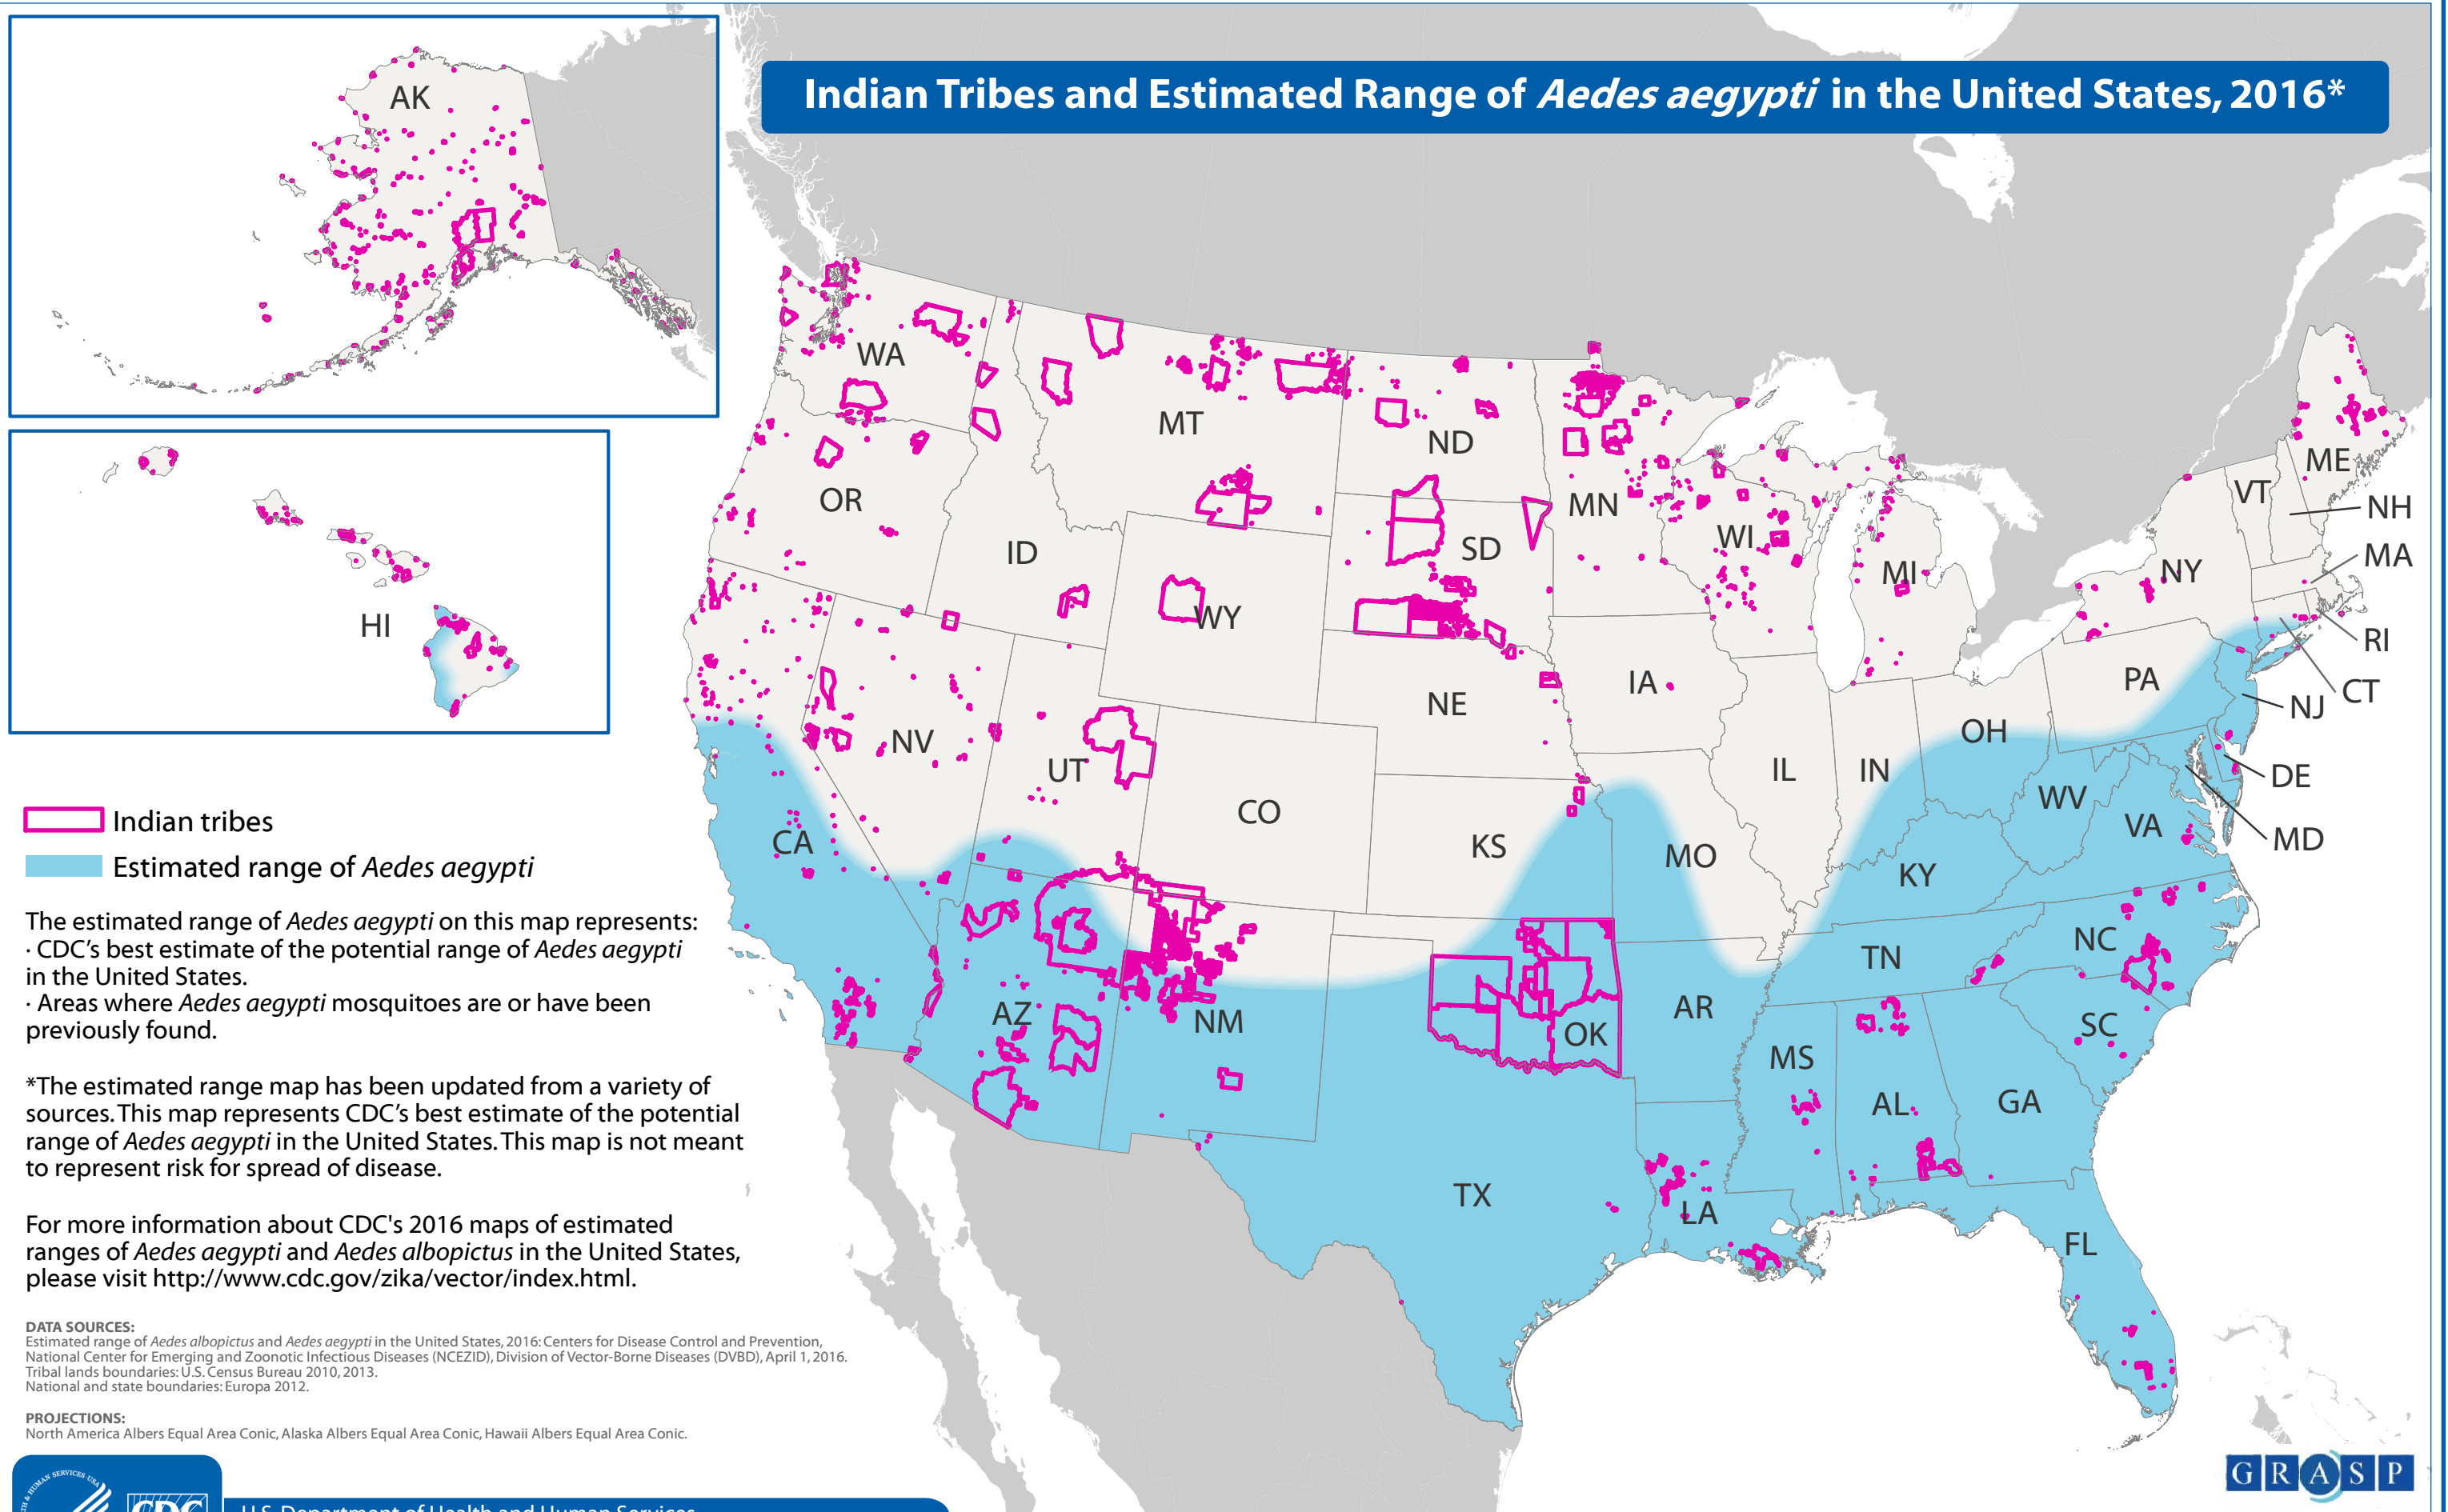 Indian Tribes and Estimated Range of Aedes aegypti in the United States, 2016*
AK
HI
WA
OR
CA
ID
NV
MT
WY
UT
AZ
CO
NM
ND
SD
NE
KS
OK
TX
MN
IA
MO
AR
LA
WI
IL
MI
IN
OH
KY
TN
MS
AL
GA
FL
SC
NC
VA
WV
PA
NY
VT
ME
NH
MA
RI
CT
NJ
DE
MD
Indian tribes
Estimated range of Aedes aegypti
The estimated range of Aedes aegypti on this map represents:
· CDC's best estimate of the potential range of Aedes aegypti
in the United States.
· Areas where Aedes aegypti mosquitoes are or have been
previously found.
*The estimated range map has been updated from a variety of
sources. This map represents CDC's best estimate of the potential
range of Aedes aegypti in the United States. This map is not meant
to represent risk for spread of disease.
For more information about CDC's 2016 maps of estimated
ranges of Aedes aegypti and Aedes albopictus in the United States,
please visit http://www.cdc.gov/zika/vector/index.html.
DATA SOURCES:
Estimated range of Aedes albopictus and Aedes aegypti in the United States, 2016: Centers for Disease Control and Prevention,
National Center for Emerging and Zoonotic Infectious Diseases (NCEZID), Division of Vector-Borne Diseases (DVBD), April 1, 2016.
Tribal lands boundaries: U.S. Census Bureau 2010, 2013.
National and state boundaries: Europa 2012.
PROJECTIONS:
North America Albers Equal Area Conic, Alaska Albers Equal Area Conic, Hawaii Albers Equal Area Conic.
HUMAN SERVICES·USA
CDC
U.S. Department of Health and Human Services
GRASP